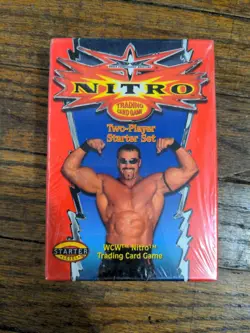 NITRO
TRADING
CARD GAME
Two-Player
Starter Set
WCW™ Nitro™
Trading Card Game
STARTER